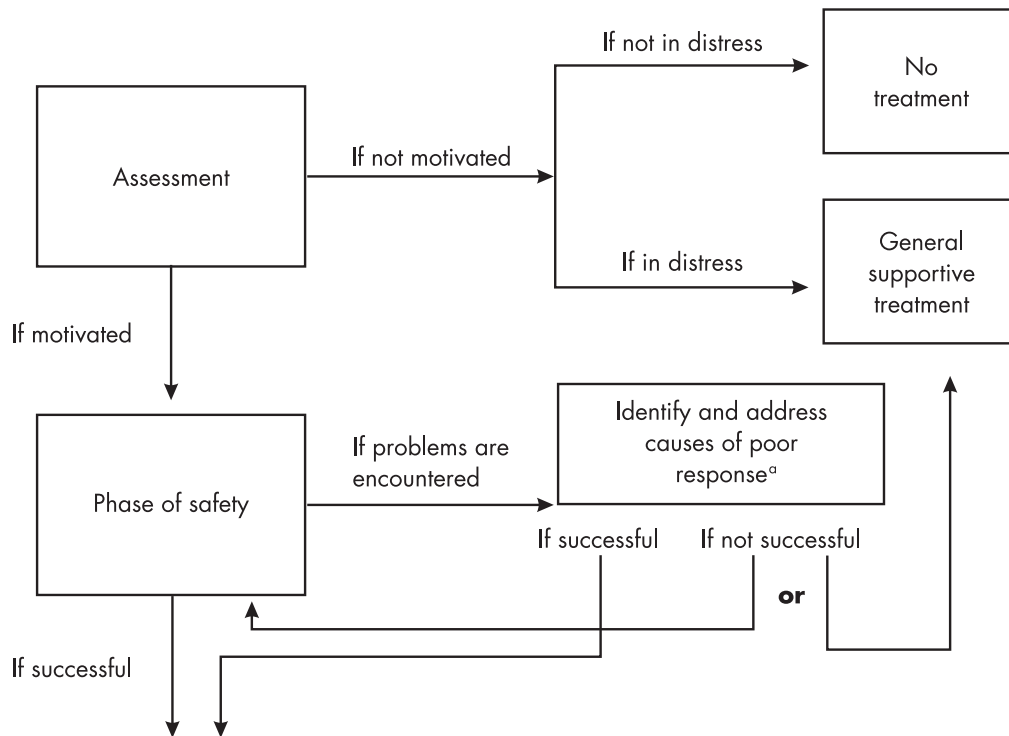 If not in distress
No
treatment
Assessment
If not motivated
If in distress
General
supportive
treatment
If motivated
Phase of safety
If problems are
encountered
Identify and address
causes of poor
responseᵃ
If successful
If not successful
or
If successful